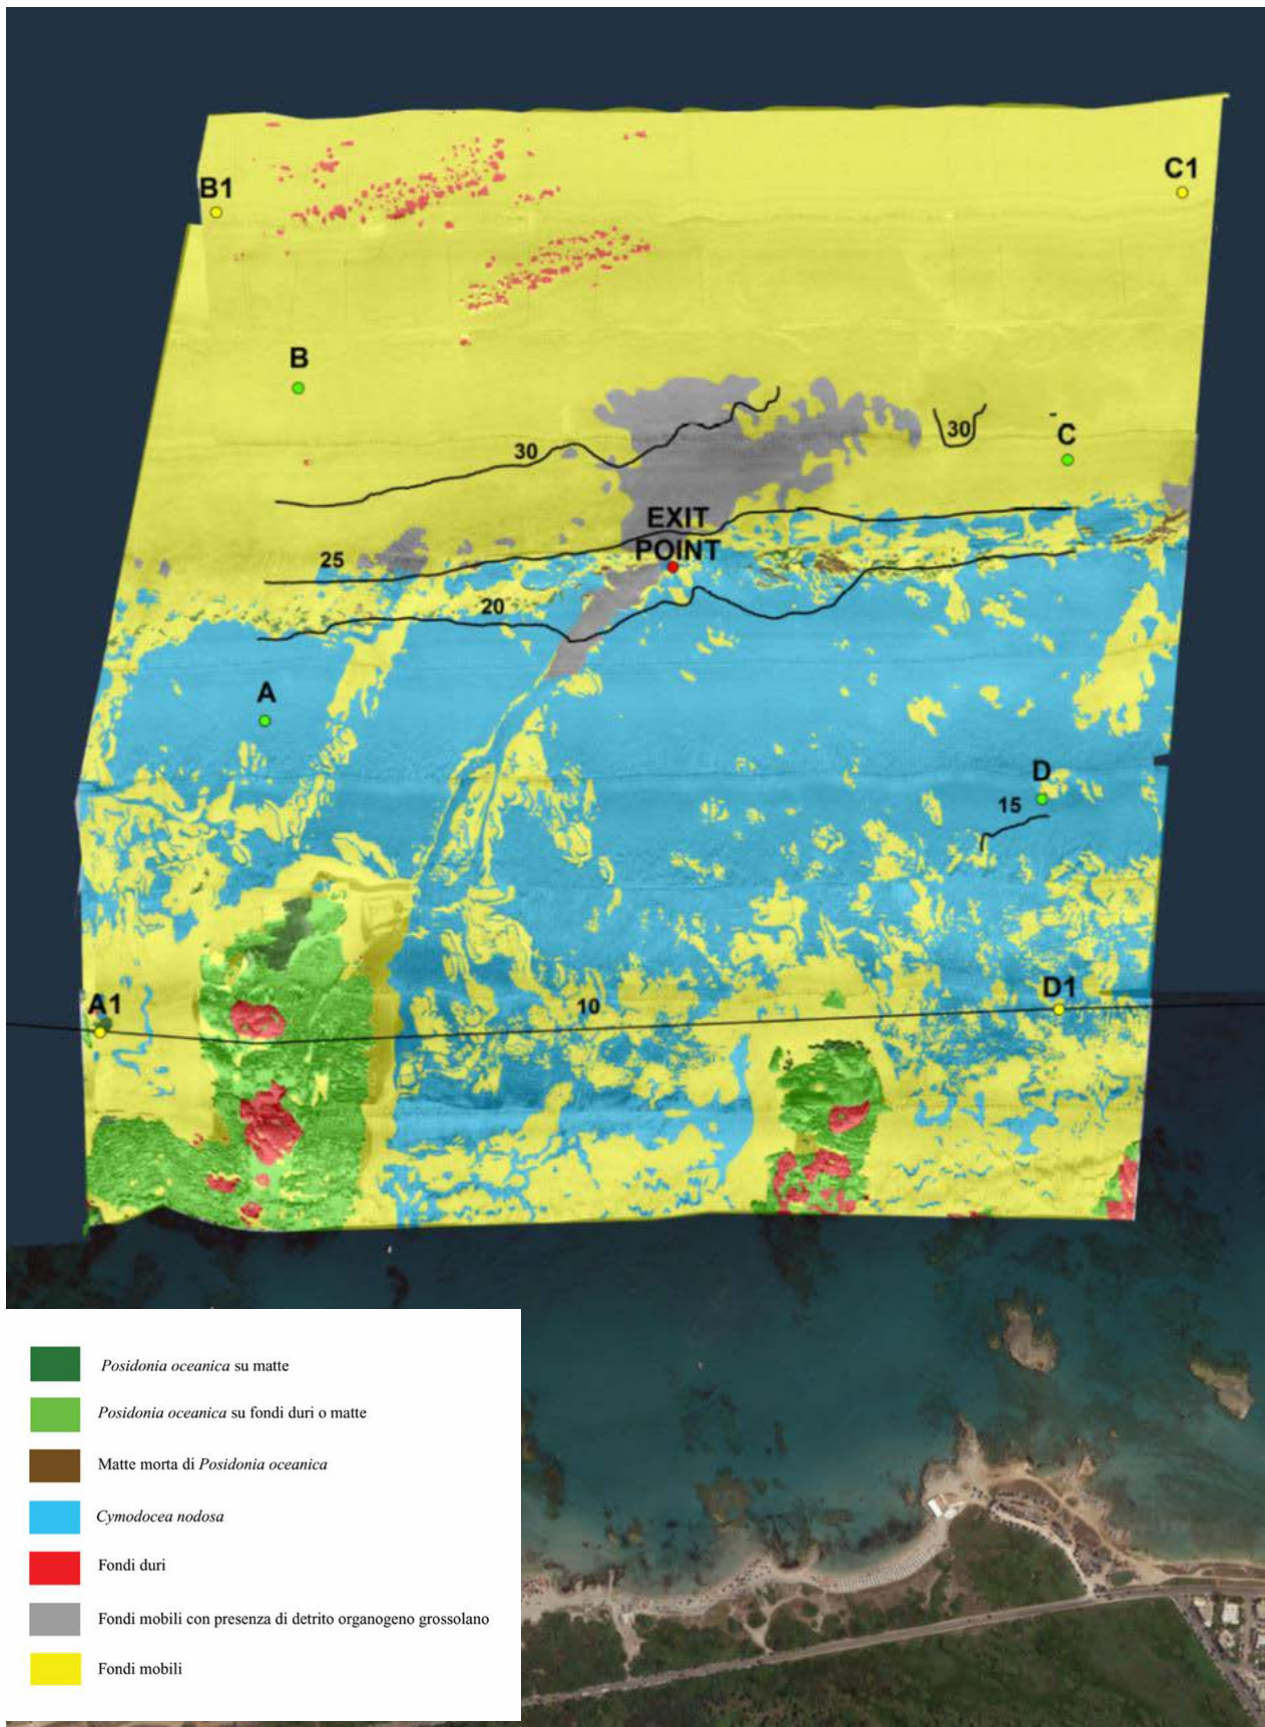 C1
B1
B
30
30
C
EXIT
POINT
25
20
A
D
15
A1
D1
10
Posidonia oceanica su matte
Posidonia oceanica su fondi duri o matte
Matte morta di Posidonia oceanica
Cymodocea nodosa
Fondi duri
Fondi mobili con presenza di detrito organogeno grossolano
Fondi mobili